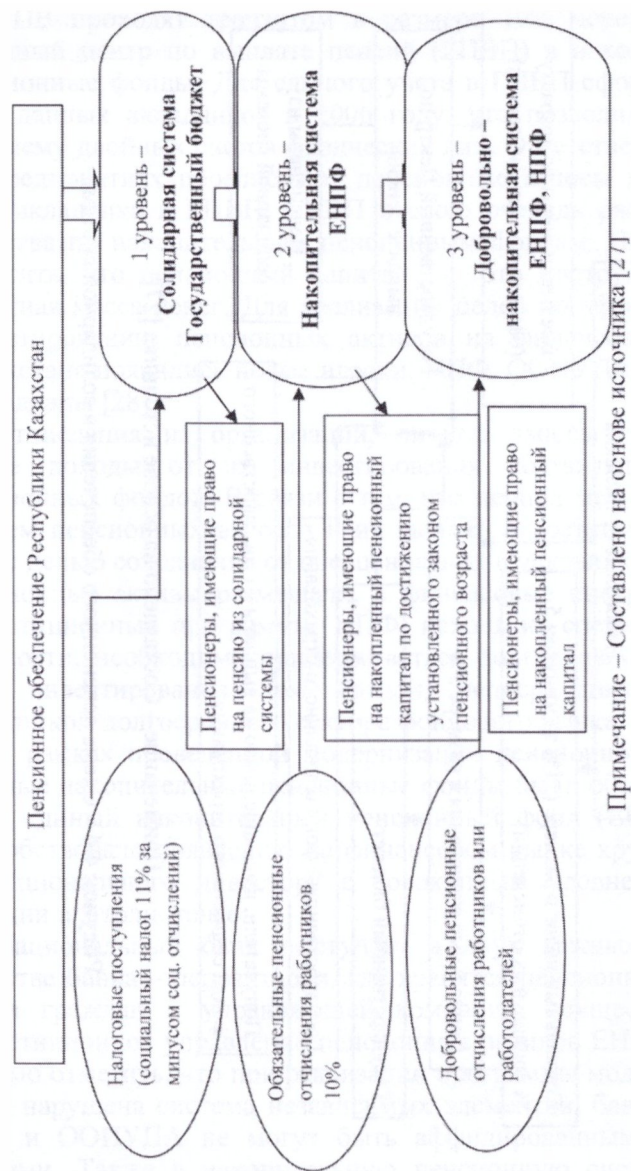 Пенсионное обеспечение Республики Казахстан
Налоговые поступления
(социальный налог 11% за
минусом соц. отчислений)
Пенсионеры, имеющие право
на пенсию с солидарной
системы
1 уровень –
Солидарная система
Государственный бюджет
Обязательные пенсионные
отчисления работников
10%
Пенсионеры, имеющие право
на накопленный пенсионный
капитал по достижению
установленного законом
пенсионного возраста
2 уровень –
Накопительная система
ЕНПФ
Добровольные пенсионные
отчисления работников или
работодателей
Пенсионеры, имеющие право
на накопленный пенсионный
капитал
3 уровень –
Добровольно –
накопительная система
ЕНПФ, НПФ
Примечание – Составлено на основе источника [27]